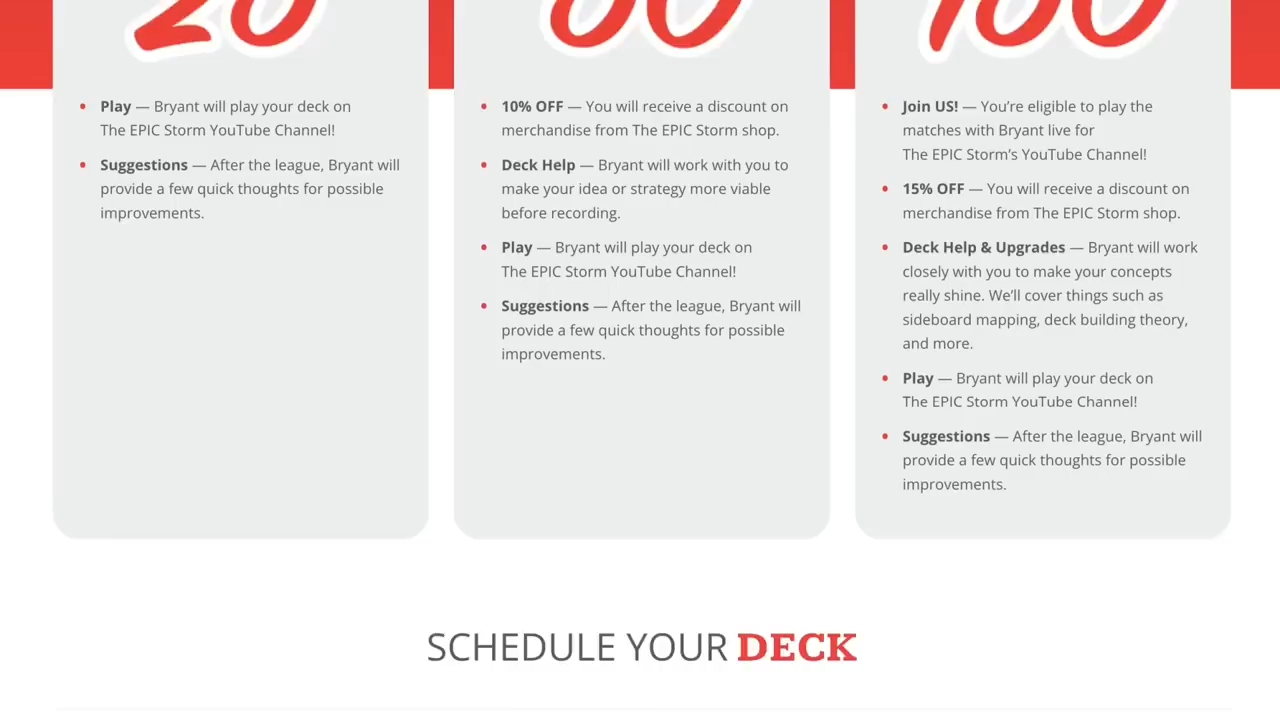 • Play — Bryant will play your deck on
The EPIC Storm YouTube Channel!
• Suggestions — After the league, Bryant will
provide a few quick thoughts for possible
improvements.
• 10% OFF — You will receive a discount on
merchandise from The EPIC Storm shop.
• Deck Help — Bryant will work with you to
make your idea or strategy more viable
before recording.
• Play — Bryant will play your deck on
The EPIC Storm YouTube Channel!
• Suggestions — After the league, Bryant will
provide a few quick thoughts for possible
improvements.
• Join US! — You’re eligible to play the
matches with Bryant live for
The EPIC Storm’s YouTube Channel!
• 15% OFF — You will receive a discount on
merchandise from The EPIC Storm shop.
• Deck Help & Upgrades — Bryant will work
closely with you to make your concepts
really shine. We’ll cover things such as
sideboard mapping, deck building theory,
and more.
• Play — Bryant will play your deck on
The EPIC Storm YouTube Channel!
• Suggestions — After the league, Bryant will
provide a few quick thoughts for possible
improvements.
SCHEDULE YOUR DECK